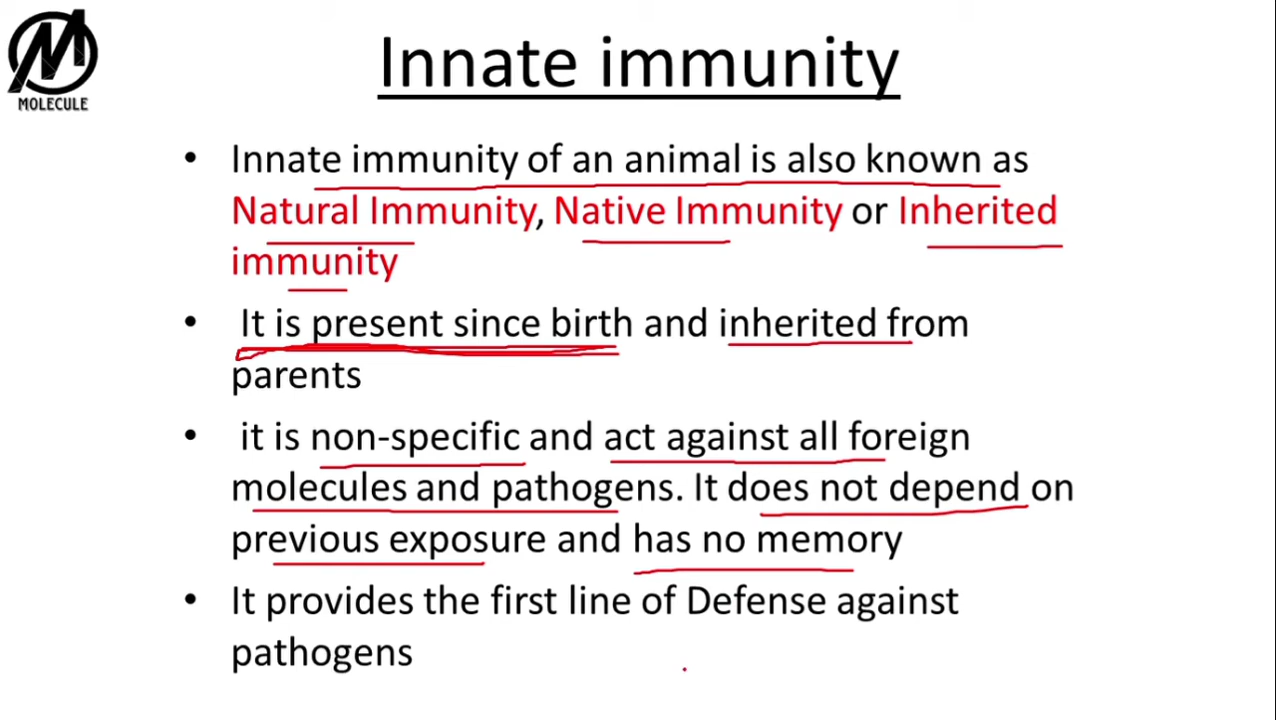 MOLECULE
Innate immunity
• Innate immunity of an animal is also known as
Natural Immunity, Native Immunity or Inherited
immunity
• It is present since birth and inherited from
parents
• it is non-specific and act against all foreign
molecules and pathogens. It does not depend on
previous exposure and has no memory
• It provides the first line of Defense against
pathogens